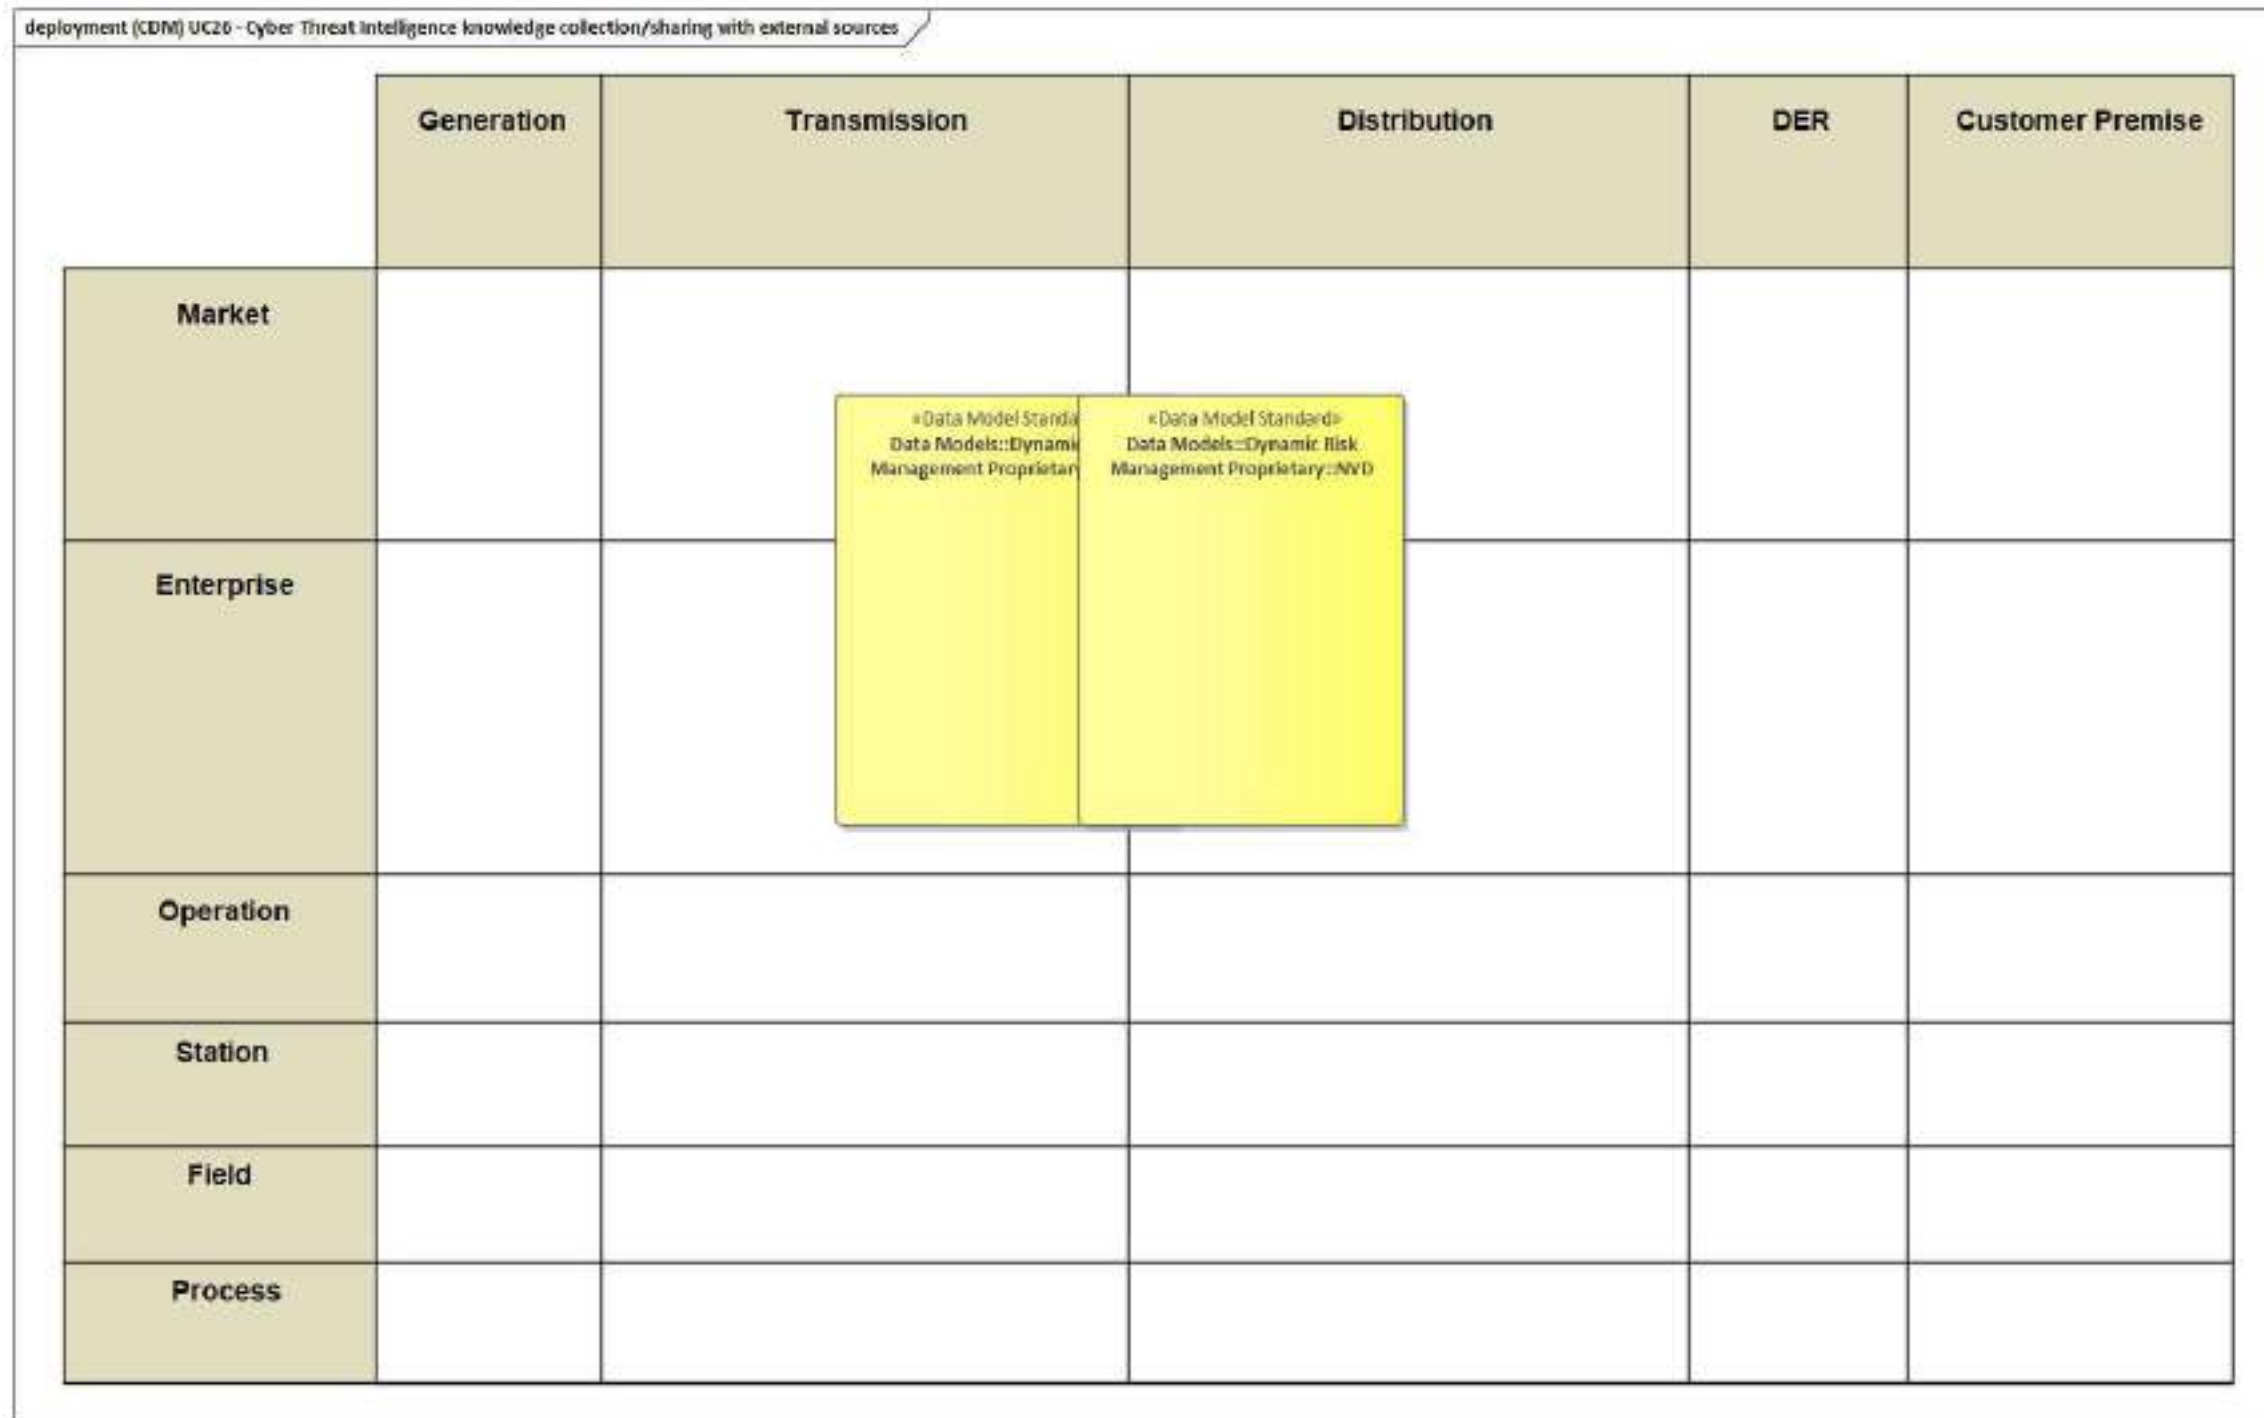 deployment (CDM) UC26 - Cyber Threat Intelligence knowledge collection/sharing with external sources
Generation
Transmission
Distribution
DER
Customer Premise
Market
«Data Model Standa
Data Models::Dynamic
Management Proprietary
«Data Model Standard»
Data Models::Dynamic Risk
Management Proprietary::NVD
Enterprise
Operation
Station
Field
Process